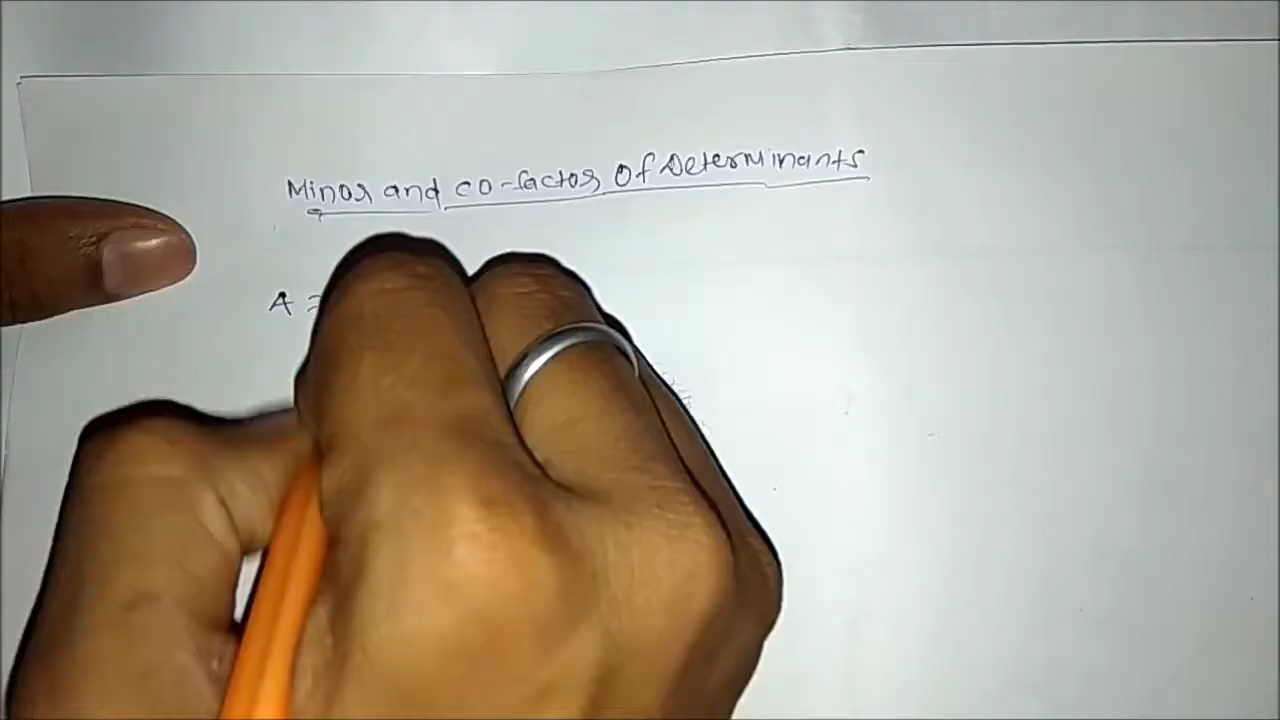 Minor and co-factor Of Determinants
A =